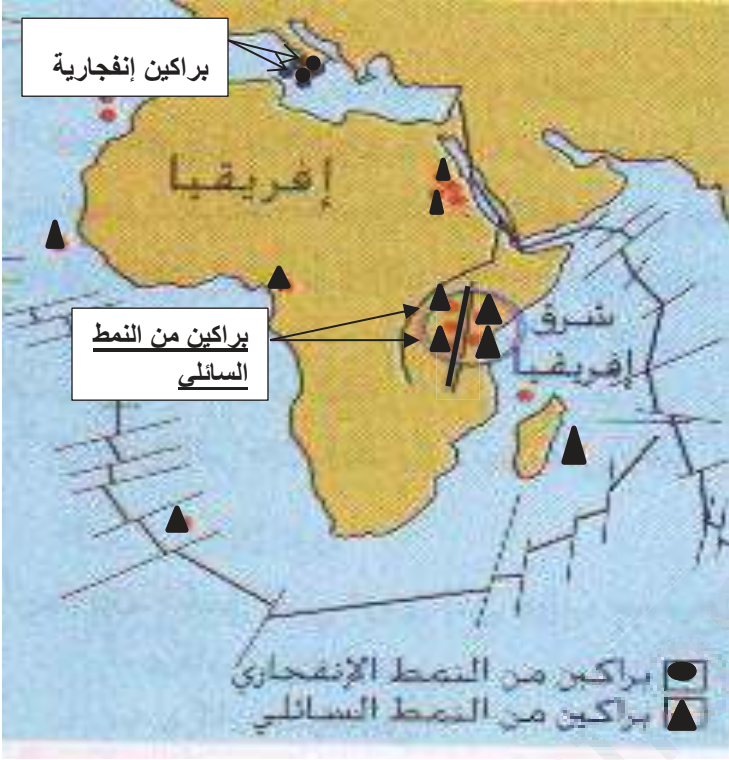 براكين إنفجارية
إفريقيا
شرق
إفريقيا
براكين من النمط
السائلي
براكين من النمط الإنفجاري
براكين من النمط السائلي